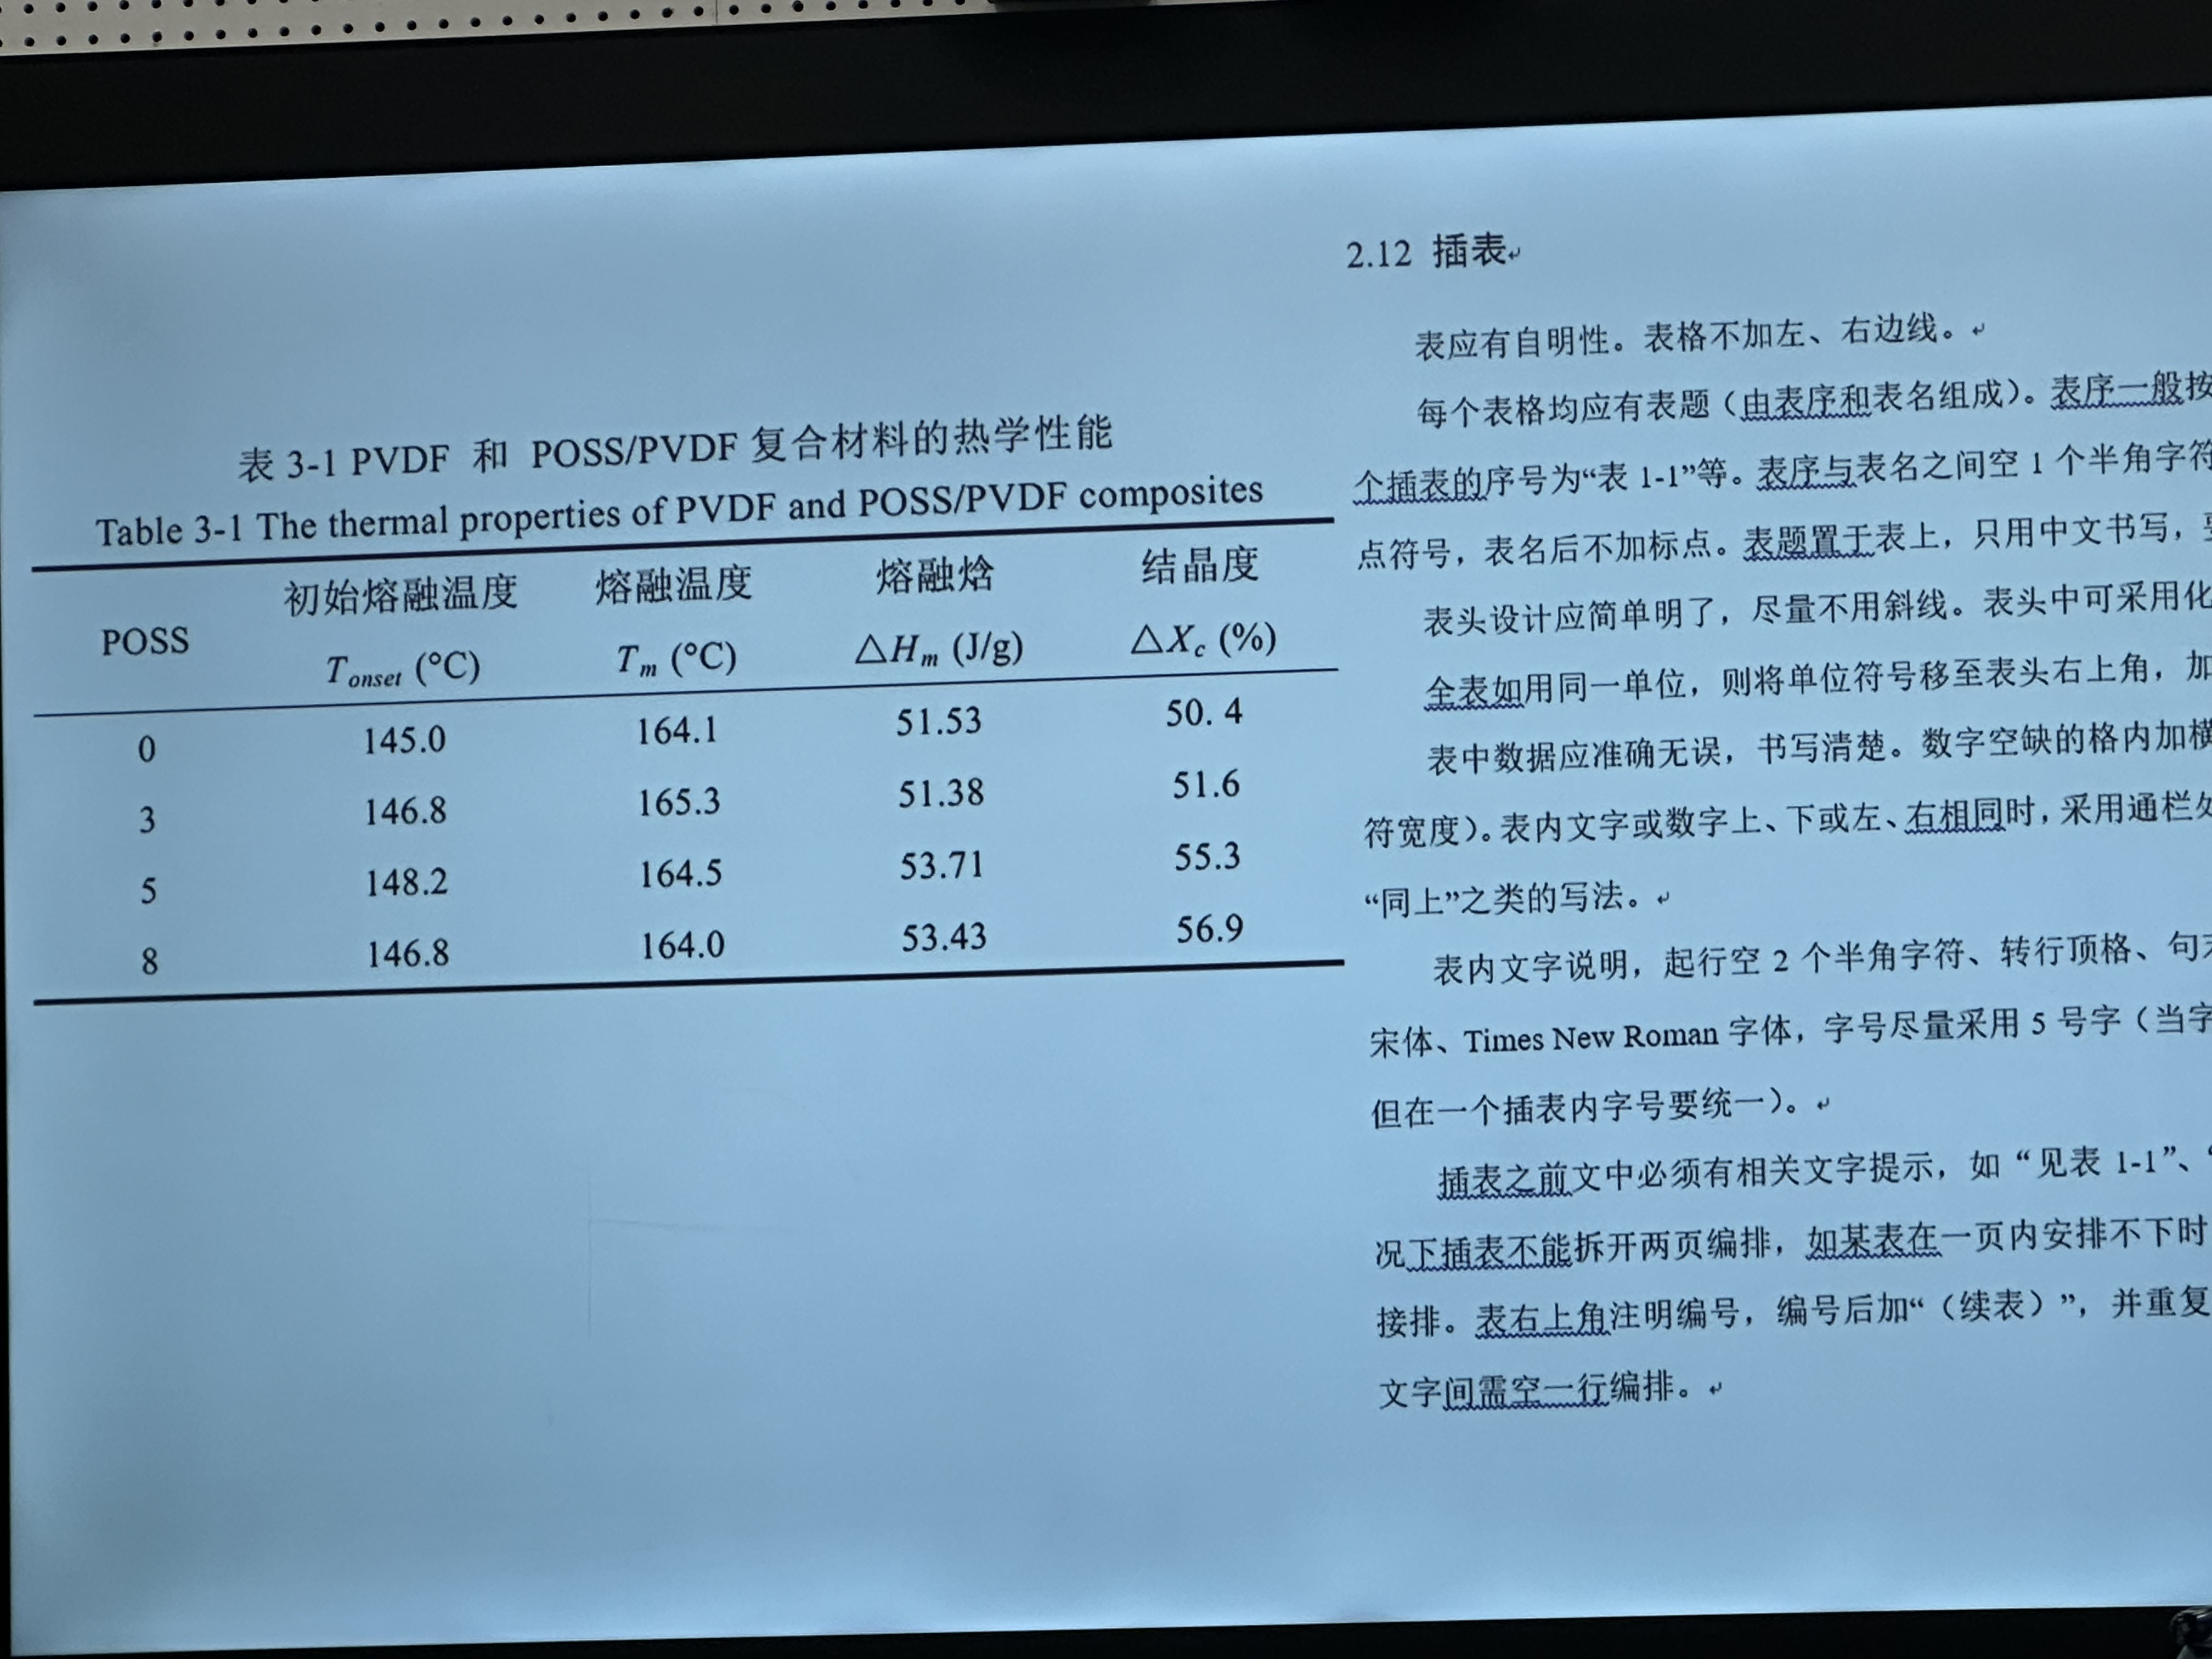 表 3-1 PVDF 和 POSS/PVDF 复合材料的热学性能
Table 3-1 The thermal properties of PVDF and POSS/PVDF composites
POSS 初始熔融温度 熔融温度 熔融焓 结晶度
Tonset (°C) Tm (°C) △Hm (J/g) △Xc (%)
0 145.0 164.1 51.53 50. 4
3 146.8 165.3 51.38 51.6
5 148.2 164.5 53.71 55.3
8 146.8 164.0 53.43 56.9
2.12 插表
表应有自明性。表格不加左、右边线。
每个表格均应有表题（由表序和表名组成）。表序一般按
个插表的序号为“表 1-1”等。表序与表名之间空 1 个半角字符
点符号，表名后不加标点。表题置于表上，只用中文书写，
表头设计应简单明了，尽量不用斜线。表头中可采用化
全表如用同一单位，则将单位符号移至表头右上角，加
表中数据应准确无误，书写清楚。数字空缺的格内加横
符宽度）。表内文字或数字上、下或左、右相同时，采用通栏处
“同上”之类的写法。
表内文字说明，起行空 2 个半角字符、转行顶格、句末
宋体、Times New Roman 字体，字号尽量采用 5 号字（当字
但在一个插表内字号要统一）。
插表之前文中必须有相关文字提示，如“见表 1-1”、
况下插表不能拆开两页编排，如某表在一页内安排不下时
接排。表右上角注明编号，编号后加“（续表）”，并重复
文字间需空一行编排。